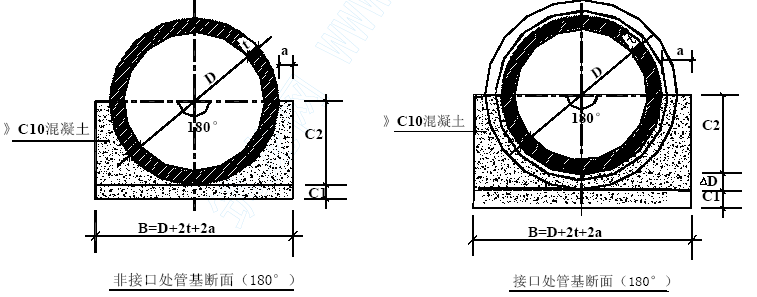 D
t
a
180°
》C10混凝土
C2
C1
B=D+2t+2a
非接口处管基断面（180°）
D
a
180°
》C10混凝土
C2
△D
C1
B=D+2t+2a
接口处管基断面（180°）